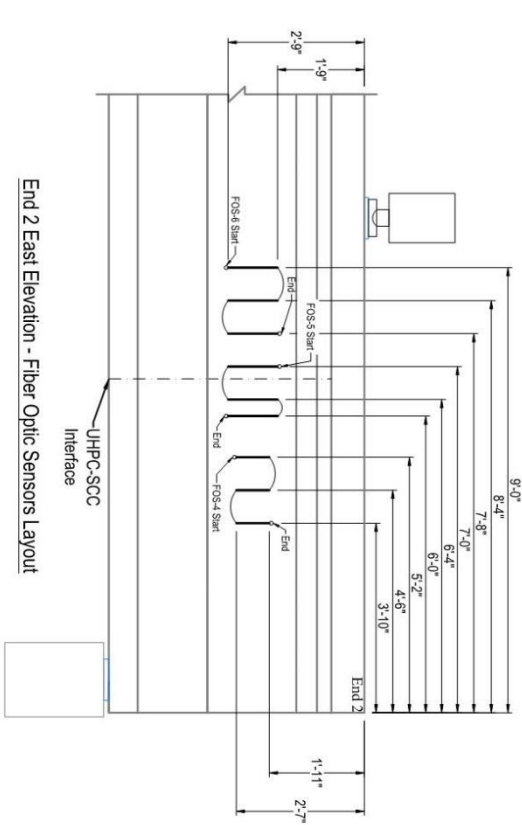 9'-0"
8'-4"
7'-8"
7'-0"
6'-4"
6'-0"
5'-2"
4'-6"
3'-10"
2'-9"
1'-9"
FOS-6 Start
End
FOS-5 Start
End
FOS-4 Start
End
End 2
1'-11"
2'-7"
UHPC-SCC
Interface
End 2 East Elevation - Fiber Optic Sensors Layout